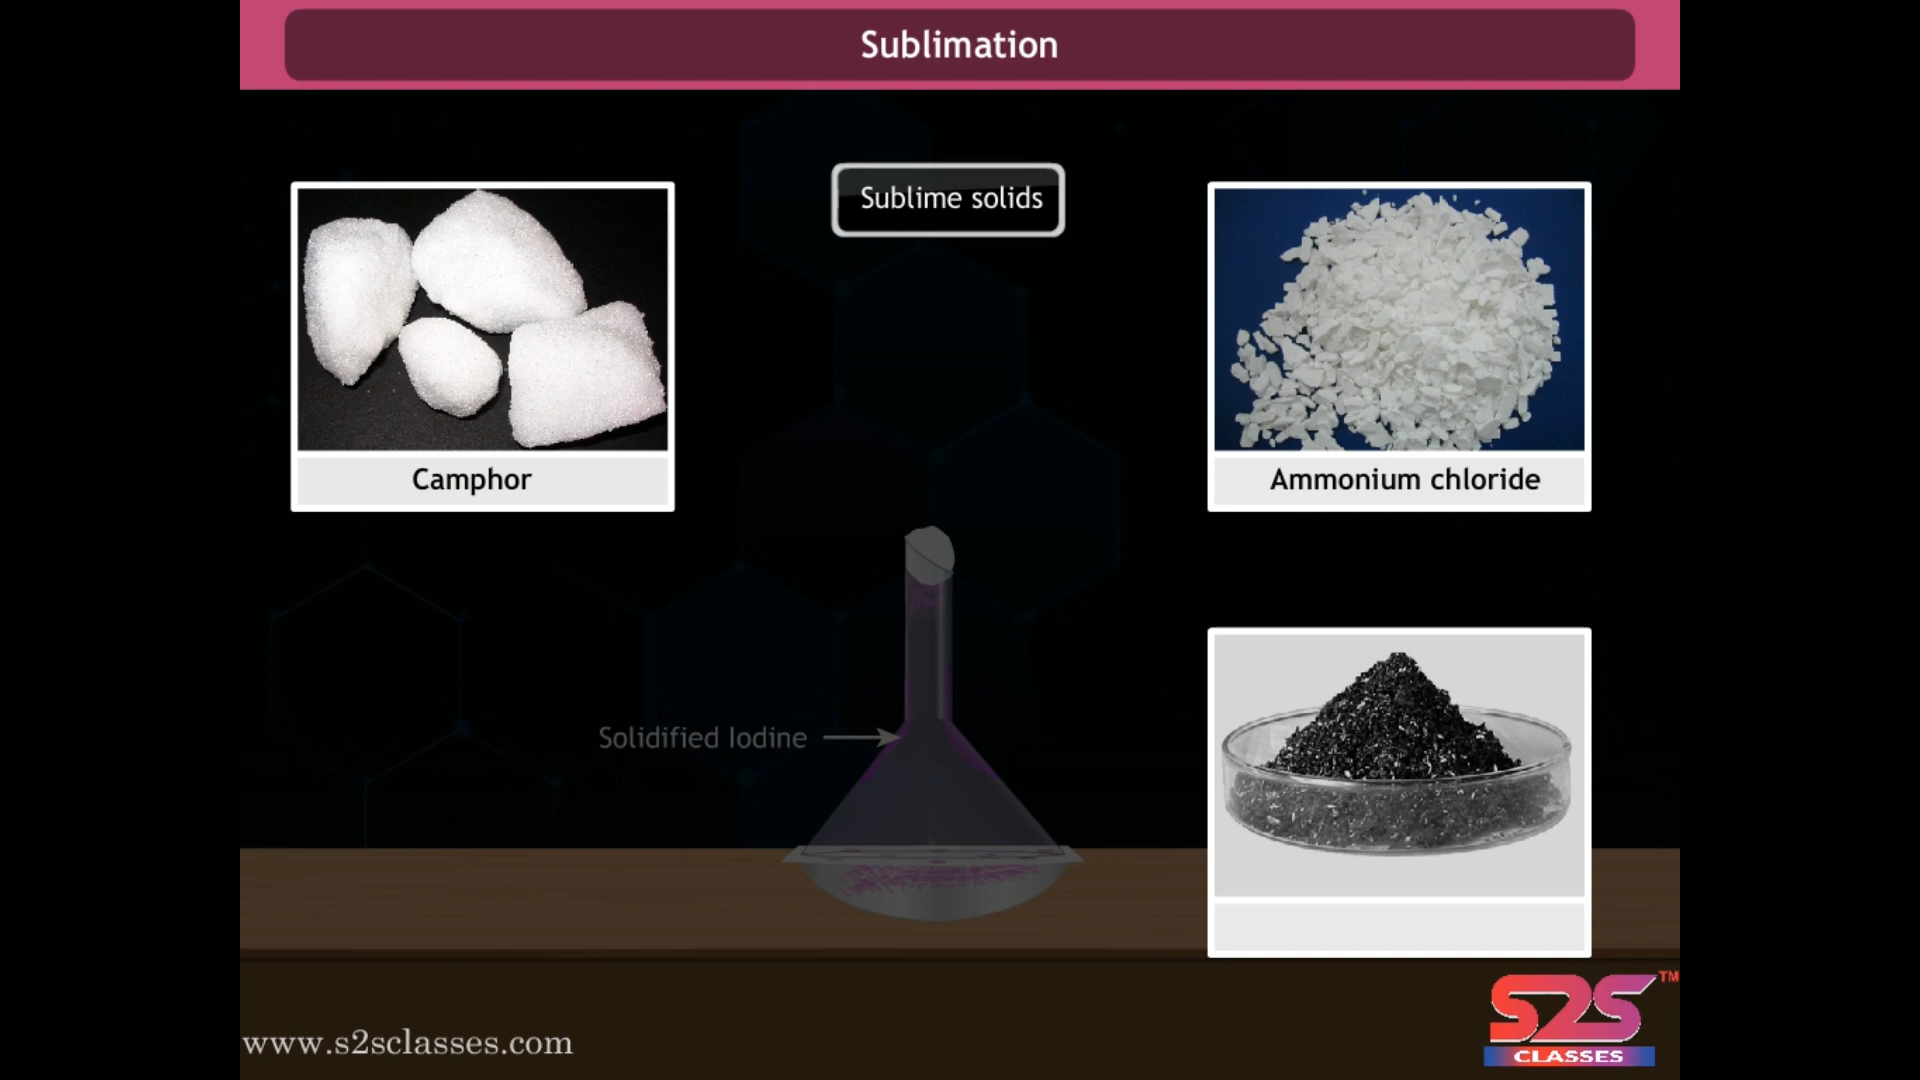 Sublimation
Sublime solids
Camphor
Ammonium chloride
Solidified Iodine
S2S TM
CLASSES
www.s2sclasses.com